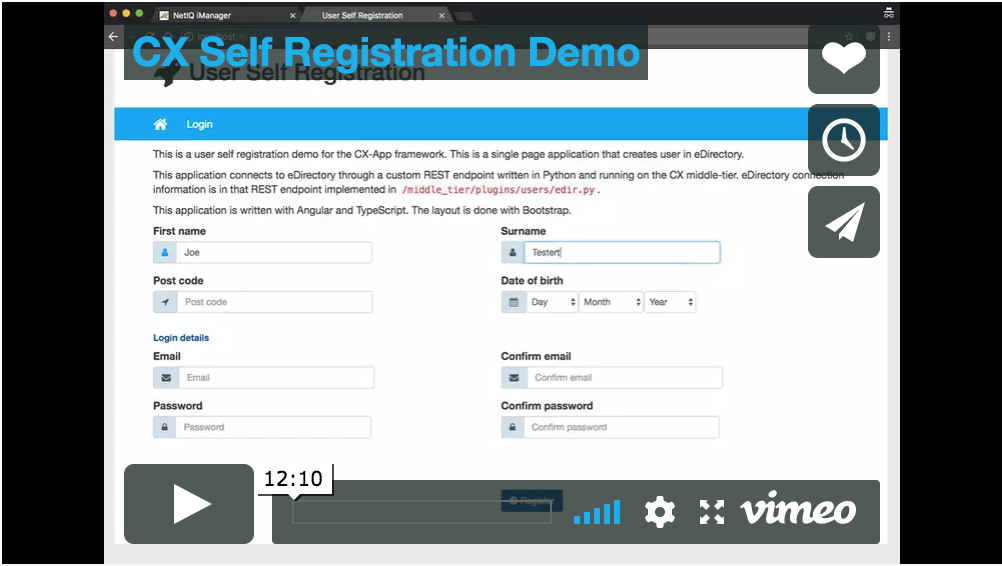 NetIQ iManager
User Self Registration
localhost
CX Self Registration Demo
User Self Registration
Login
This is a user self registration demo for the CX-App framework. This is a single page application that creates user in eDirectory.
This application connects to eDirectory through a custom REST endpoint written in Python and running on the CX middle-tier. eDirectory connection
information is in that REST endpoint implemented in /middle_tier/plugins/users/edir.py .
This application is written with Angular and TypeScript. The layout is done with Bootstrap.
First name
Surname
Joe
Testert
Post code
Date of birth
Post code
Day Month Year
Login details
Email
Confirm email
Email
Confirm email
Password
Confirm password
Password
Confirm password
12:10
Register
vimeo